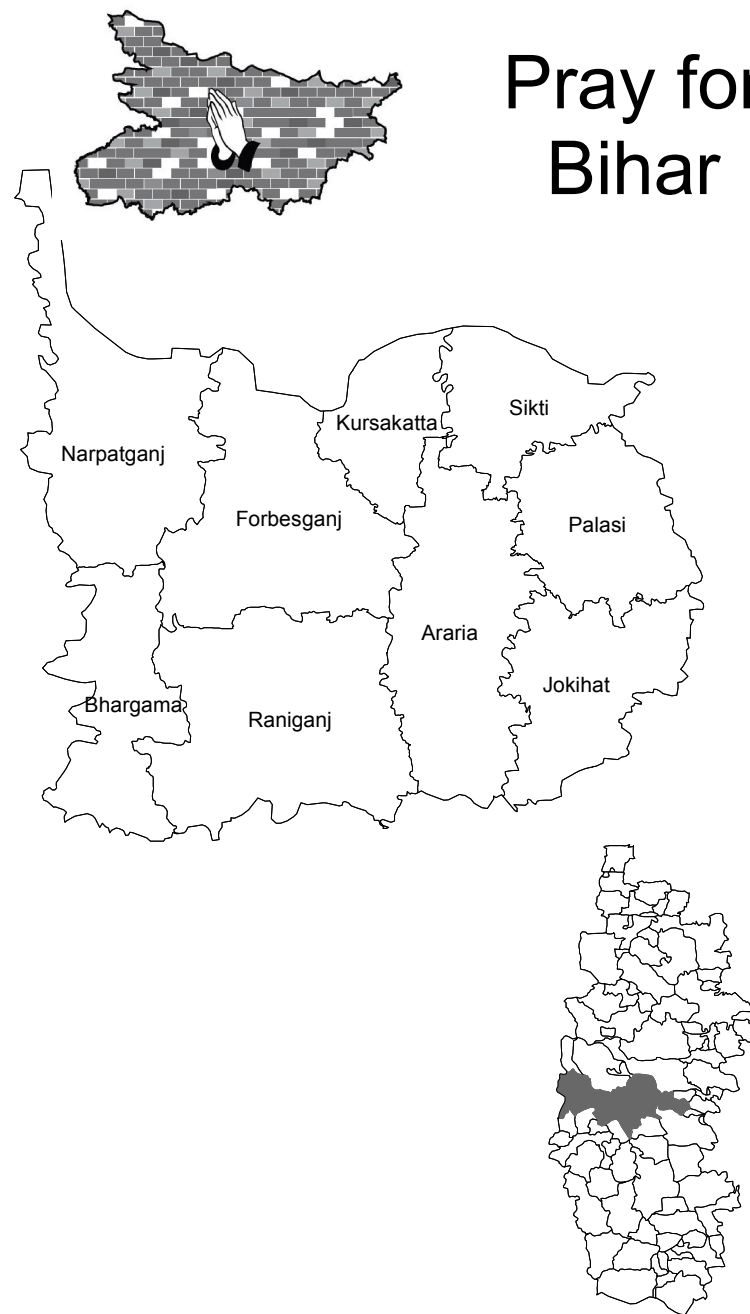 Pray for
Bihar
Sikti
Kursakatta
Narpatganj
Forbesganj
Palasi
Araria
Jokihat
Bhargama
Raniganj